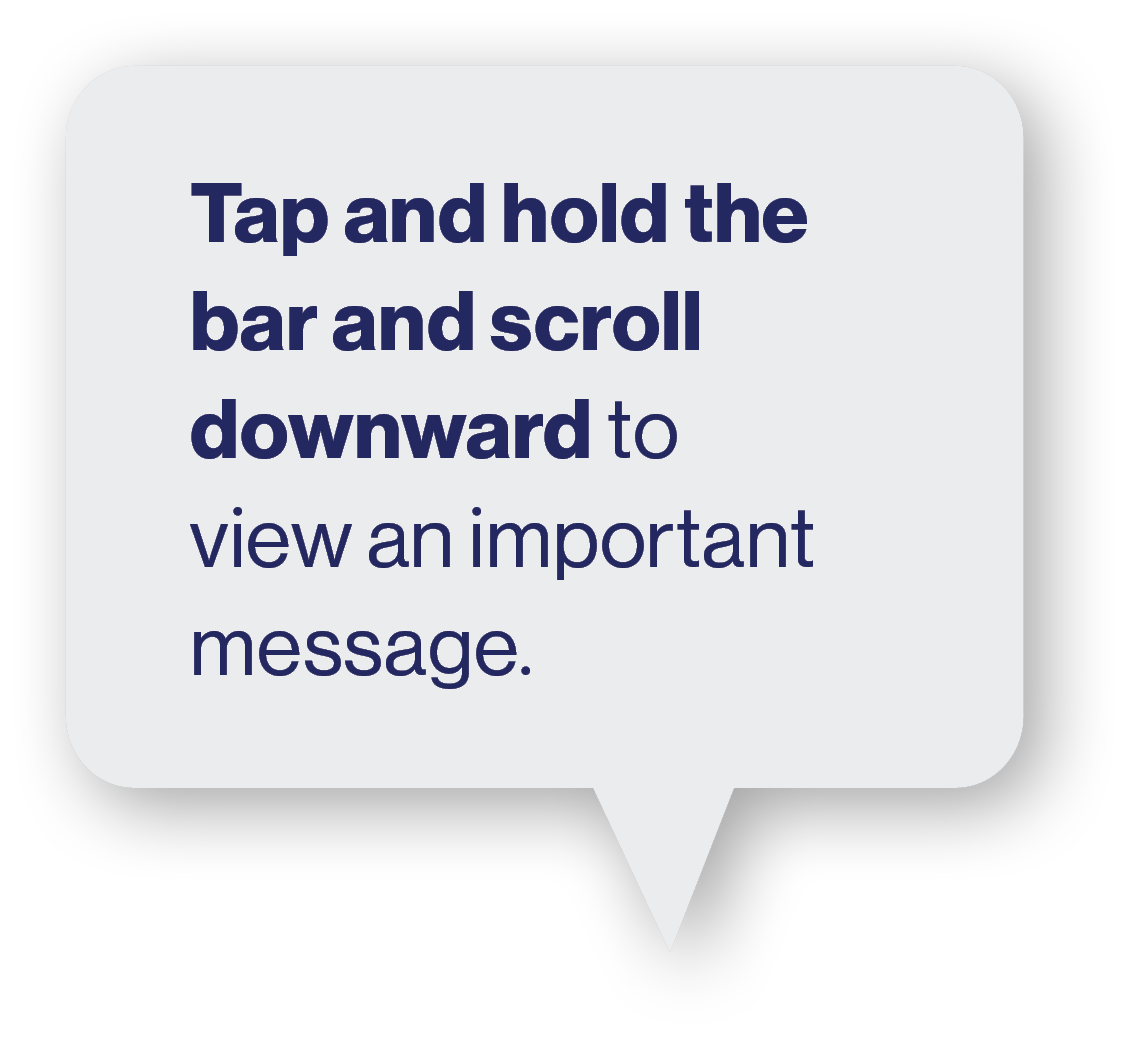 Tap and hold the
bar and scroll
downward to
view an important
message.